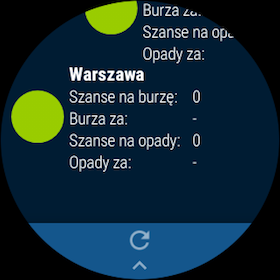 Burza za:
Szanse na opa
Opady za:
Warszawa
Szanse na burzę: 0
Burza za: -
Szanse na opady: 0
Opady za: -